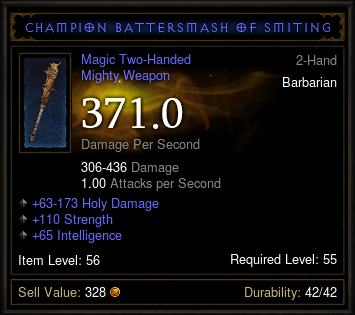 CHAMPION BATTERSMASH OF SMITING
Magic Two-Handed 2-Hand
Mighty Weapon
Barbarian
371.0
Damage Per Second
306-436 Damage
1.00 Attacks per Second
+63-173 Holy Damage
+110 Strength
+65 Intelligence
Item Level: 56 Required Level: 55
Sell Value: 328 Durability: 42/42